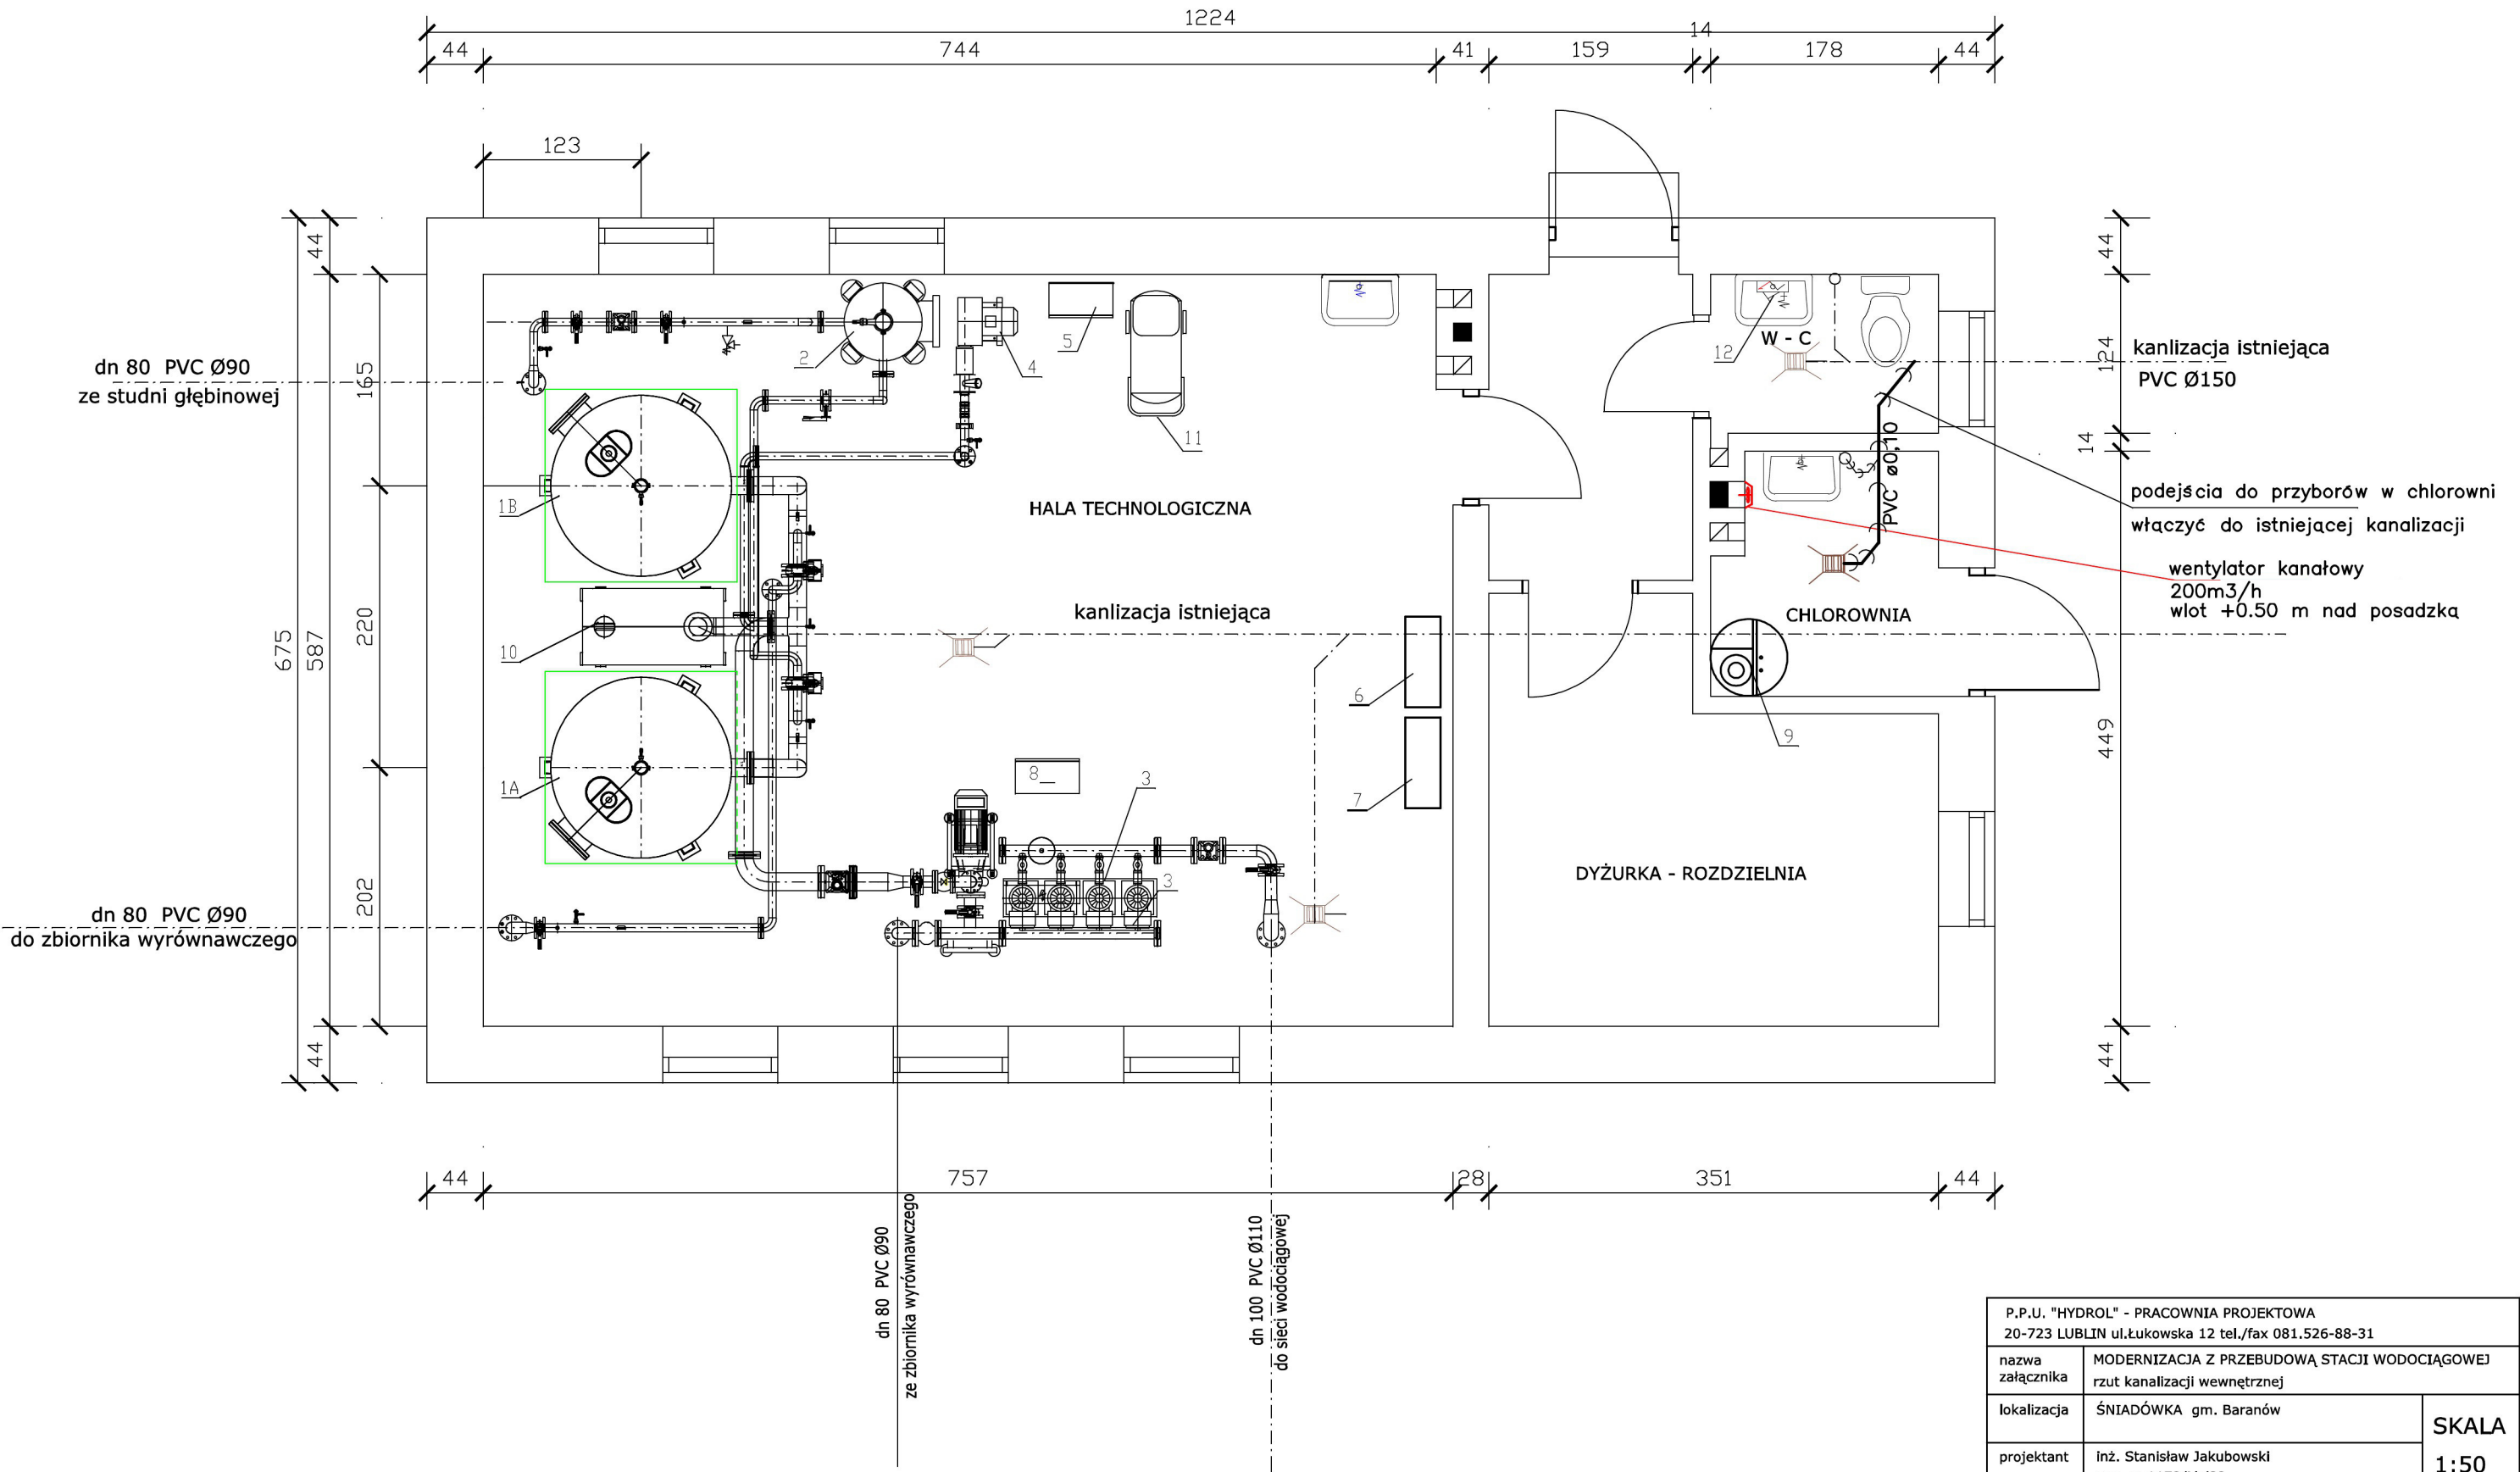 1224
44
744
41
159
14
178
44
123
44
675
587
165
220
202
44
dn 80 PVC Ø90
ze studni głębinowej
dn 80 PVC Ø90
do zbiornika wyrównawczego
1B
10
1A
2
4
5
11
HALA TECHNOLOGICZNA
kanlizacja istniejąca
6
7
8
3
3
12
W - C
PVC ø0,10
CHLOROWNIA
9
DYŻURKA - ROZDZIELNIA
44
124
14
449
44
kanlizacja istniejąca
PVC Ø150
podejścia do przyborów w chlorowni
włączyć do istniejącej kanalizacji
wentylator kanałowy
200m3/h
wlot +0.50 m nad posadzką
44
757
28
351
44
dn 80 PVC Ø90
ze zbiornika wyrównawczego
dn 100 PVC Ø110
do sieci wodociągowej
P.P.U. "HYDROL" - PRACOWNIA PROJEKTOWA
20-723 LUBLIN ul.Łukowska 12 tel./fax 081.526-88-31
nazwa
załącznika
MODERNIZACJA Z PRZEBUDOWĄ STACJI WODOCIĄGOWEJ
rzut kanalizacji wewnętrznej
lokalizacja
ŚNIADÓWKA gm. Baranów
SKALA
1:50
projektant
inż. Stanisław Jakubowski